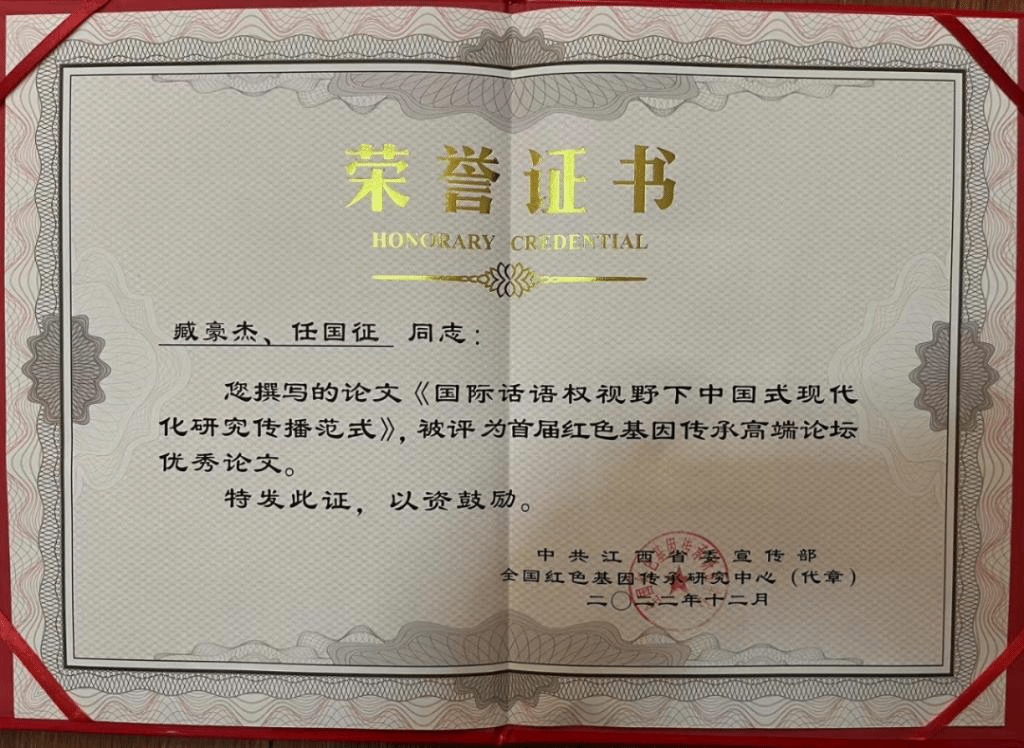 荣誉证书
HONORARY CREDENTIAL
臧豪杰、任国征 同志：
您撰写的论文《国际话语权视野下中国式现代
化研究传播范式》，被评为首届红色基因传承高端论坛
优秀论文。
特发此证，以资鼓励。
中共江西省委宣传部
全国红色基因传承研究中心（代章）
二〇二二年十二月